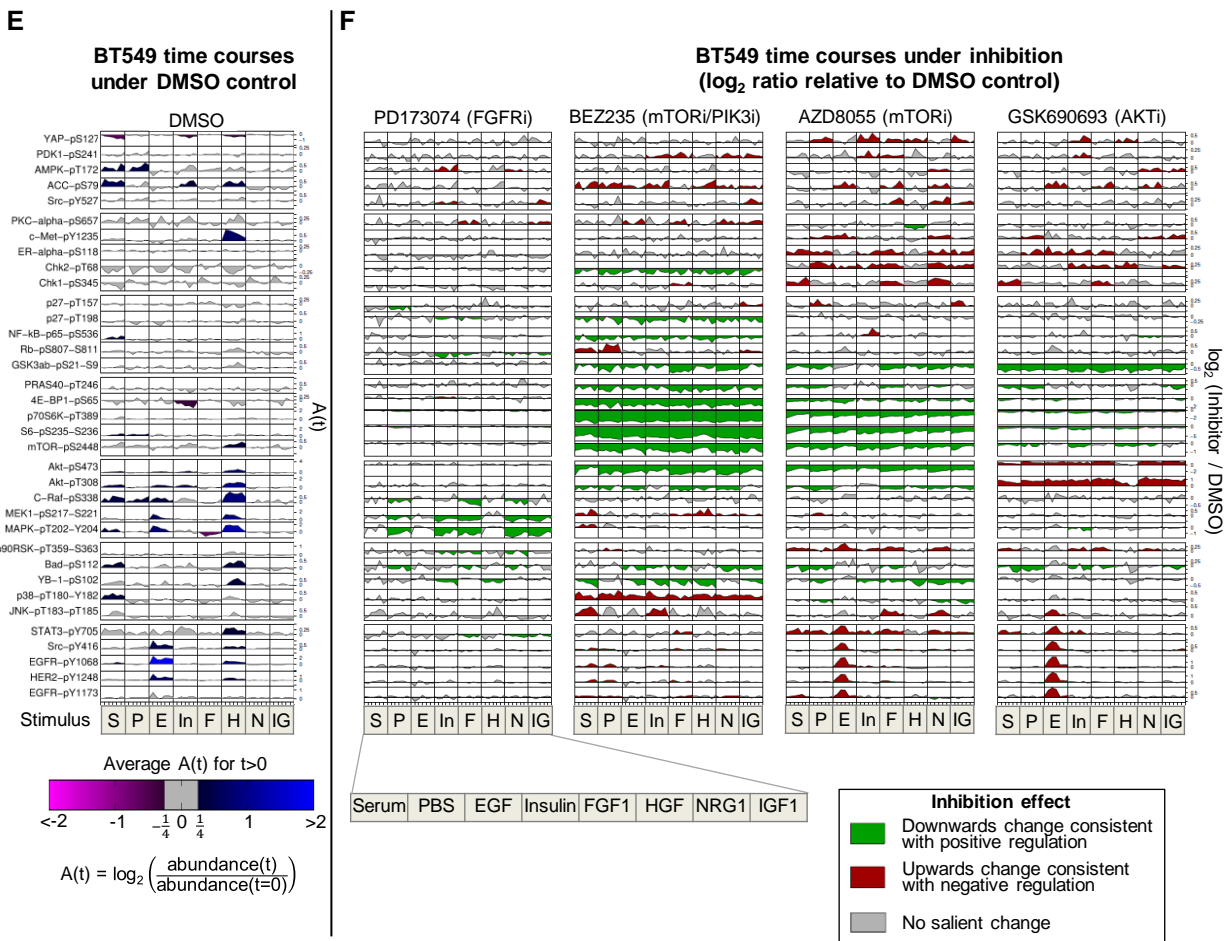 E
F
BT549 time courses
under DMSO control
BT549 time courses under inhibition
(log2 ratio relative to DMSO control)
DMSO
PD173074 (FGFRi)
BEZ235 (mTORi/PIK3i)
AZD8055 (mTORi)
GSK690693 (AKTi)
YAP−pS127
PDK1−pS241
AMPK−pT172
ACC−pS79
Src−pY527
PKC−alpha−pS657
c−Met−pY1235
ER−alpha−pS118
Chk2−pT68
Chk1−pS345
p27−pT157
p27−pT198
NF−kB−p65−pS536
Rb−pS807−S811
GSK3ab−pS21−S9
PRAS40−pT246
4E−BP1−pS65
p70S6K−pT389
S6−pS235−S236
mTOR−pS2448
Akt−pS473
Akt−pT308
C−Raf−pS338
MEK1−pS217−S221
MAPK−pT202−Y204
90RSK−pT359−S363
Bad−pS112
YB−1−pS102
p38−pT180−Y182
JNK−pT183−pT185
STAT3−pY705
Src−pY416
EGFR−pY1068
HER2−pY1248
EGFR−pY1173
A(t)
log2 (Inhibitor / DMSO)
Stimulus
S P E In F H N IG
S P E In F H N IG
S P E In F H N IG
S P E In F H N IG
S P E In F H N IG
Average A(t) for t>0
<-2 -1 −1/4 0 1/4 1 >2
A(t) = log2 (abundance(t) / abundance(t=0))
Serum PBS EGF Insulin FGF1 HGF NRG1 IGF1
Inhibition effect
Downwards change consistent
with positive regulation
Upwards change consistent
with negative regulation
No salient change